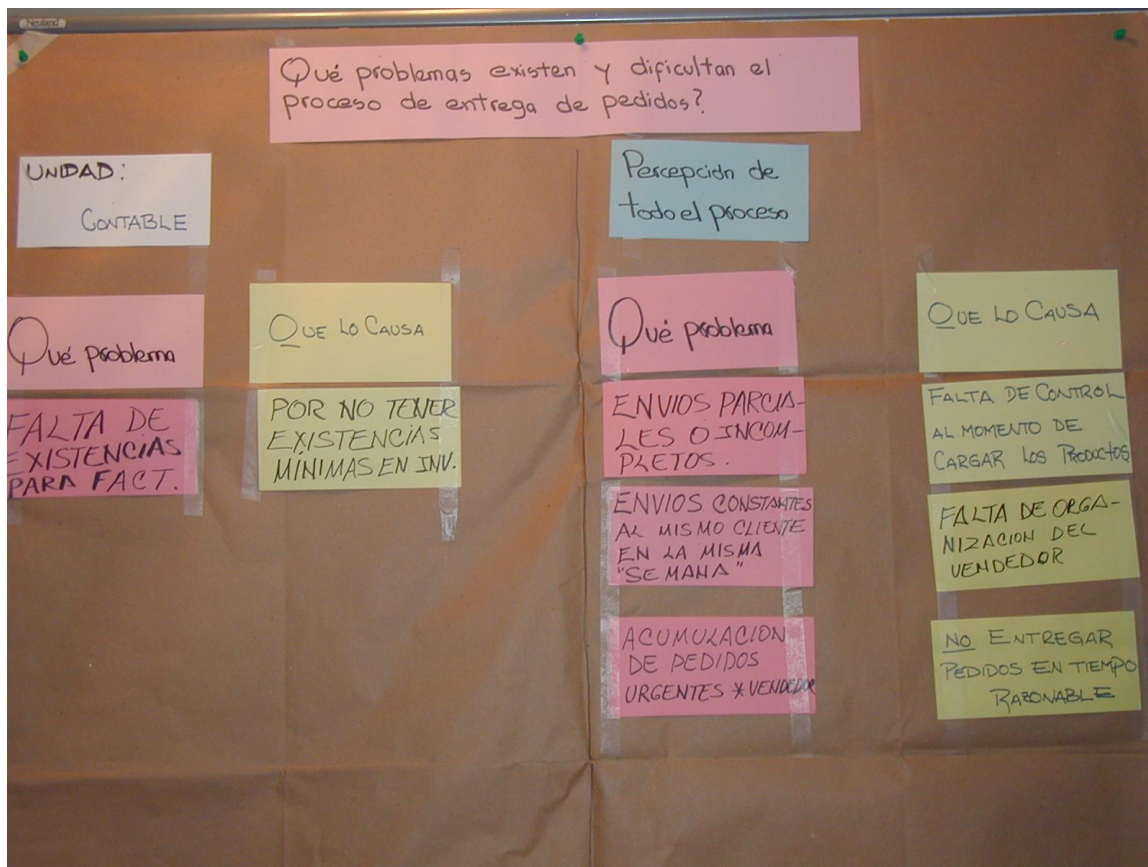 Neuland
Qué problemas existen y dificultan el
proceso de entrega de pedidos?
UNIDAD:
CONTABLE
Percepción de
todo el proceso
Qué problema
QUE LO CAUSA
FALTA DE
EXISTENCIAS
PARA FACT.
POR NO TENER
EXISTENCIAS
MÍNIMAS EN INV.
Qué problema
QUE LO CAUSA
ENVIOS PARCIA-
LES O INCOM-
PLETOS.
FALTA DE CONTROL
AL MOMENTO DE
CARGAR LOS PRODUCTOS
ENVIOS CONSTANTES
AL MISMO CLIENTE
EN LA MISMA
"SEMANA"
FALTA DE ORGA-
NIZACION DEL
VENDEDOR
ACUMULACION
DE PEDIDOS
URGENTES * VENDEDOR
NO ENTREGAR
PEDIDOS EN TIEMPO
RAZONABLE